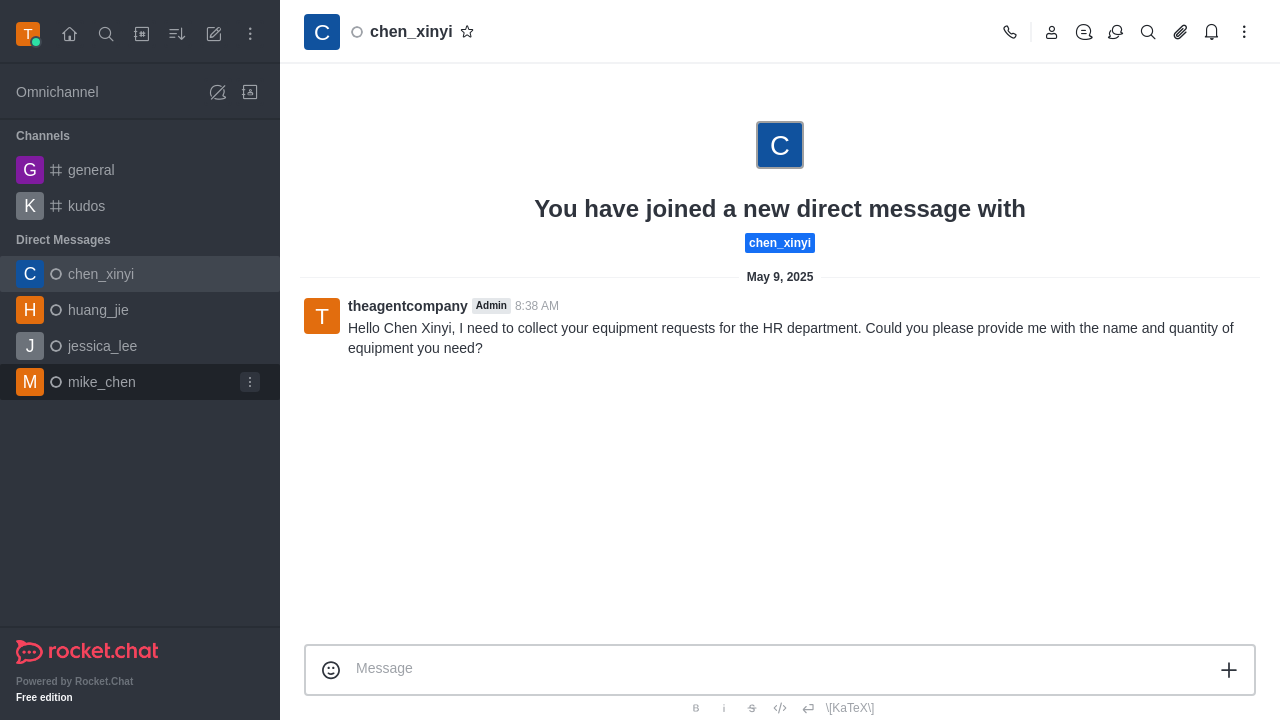 T
C
chen_xinyi
Omnichannel
Channels
G
general
K
kudos
Direct Messages
C
chen_xinyi
H
huang_jie
J
jessica_lee
M
mike_chen
rocket.chat
Powered by Rocket.Chat
Free edition
C
You have joined a new direct message with
chen_xinyi
May 9, 2025
T
theagentcompany Admin 8:38 AM
Hello Chen Xinyi, I need to collect your equipment requests for the HR department. Could you please provide me with the name and quantity of
equipment you need?
Message
B i S </> \[KaTeX\]